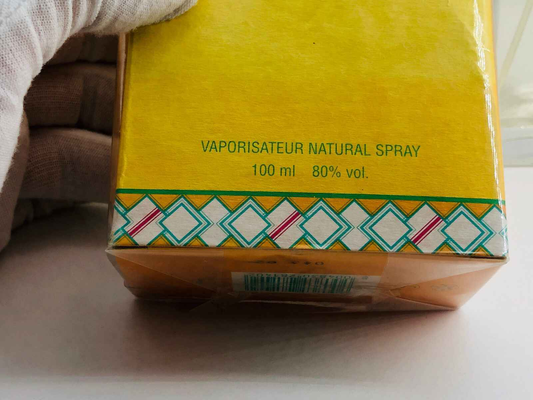 VAPORISATEUR NATURAL SPRAY
100 ml 80% vol.